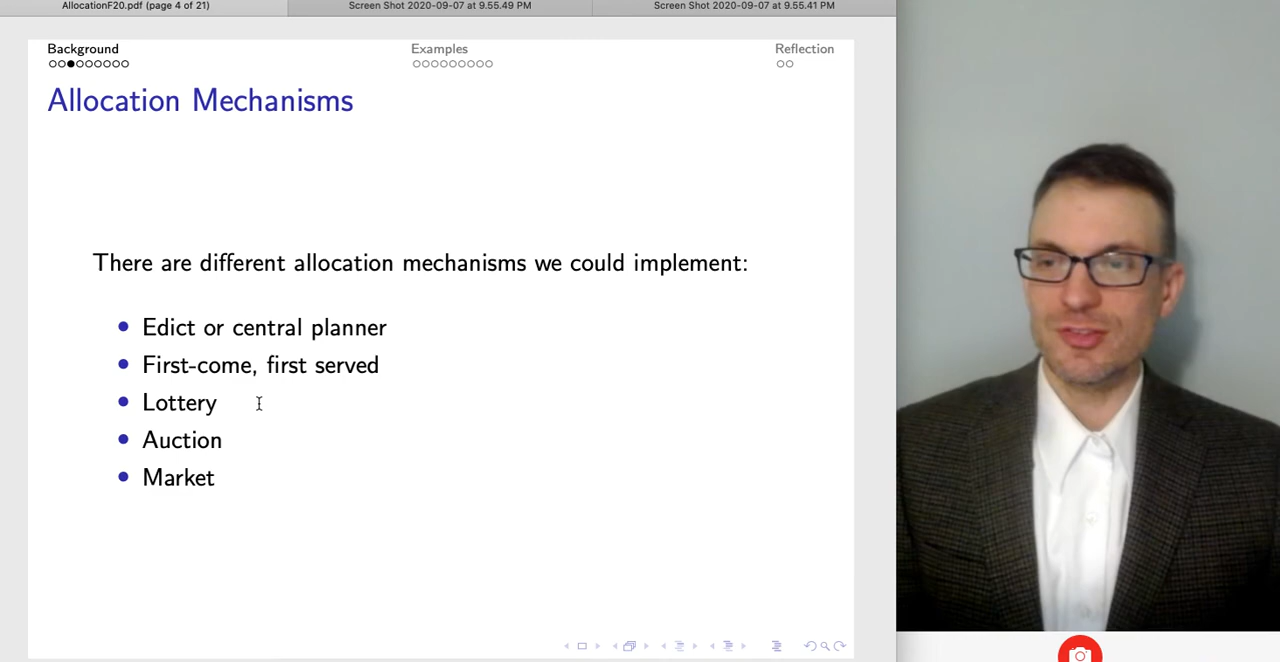 AllocationF20.pdf (page 4 of 21)
Screen Shot 2020-09-07 at 9.55.49 PM
Screen Shot 2020-09-07 at 9.55.41 PM
Background
Examples
Reflection
Allocation Mechanisms
There are different allocation mechanisms we could implement:
Edict or central planner
First-come, first served
Lottery
Auction
Market